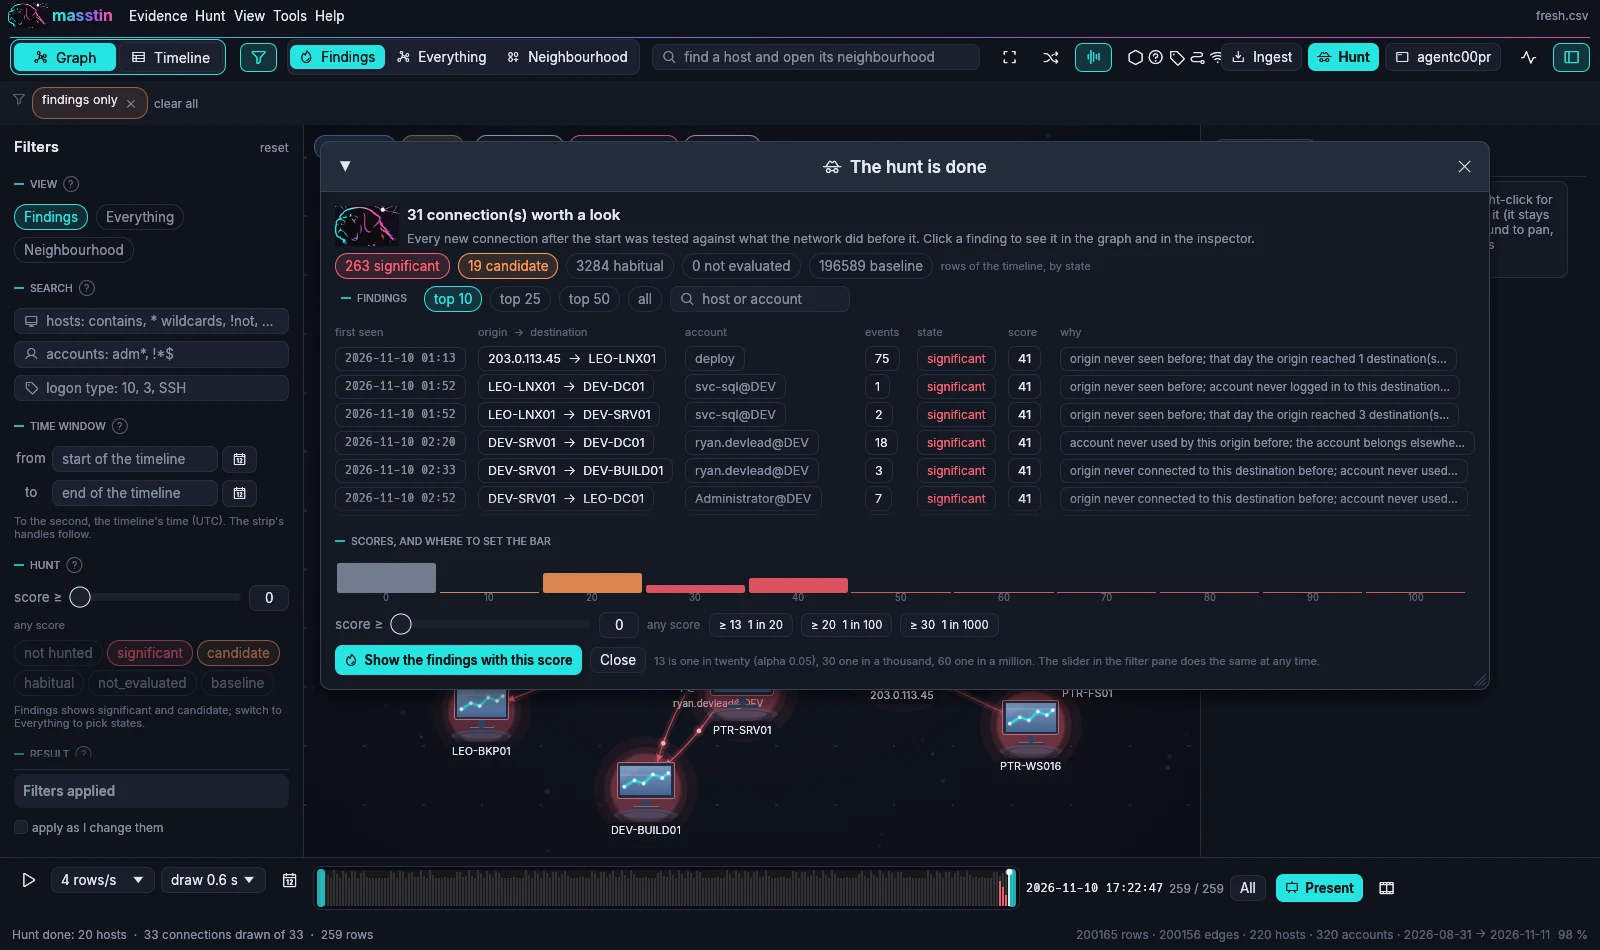 masstin Evidence Hunt View Tools Help fresh.csv
Graph Timeline Findings Everything Neighbourhood find a host and open its neighbourhood Ingest Hunt agentc00pr
findings only × clear all
Filters reset
VIEW ?
Findings Everything
Neighbourhood
SEARCH ?
hosts: contains, * wildcards, !not, ...
accounts: adm*, !*$
logon type: 10, 3, SSH
TIME WINDOW ?
from start of the timeline
to end of the timeline
To the second, the timeline's time (UTC). The strip's
handles follow.
HUNT ?
score ≥ 0
any score
not hunted significant candidate
habitual not_evaluated baseline
Findings shows significant and candidate; switch to
Everything to pick states.
RESULT ?
Filters applied
apply as I change them
▼ The hunt is done ×
31 connection(s) worth a look
Every new connection after the start was tested against what the network did before it. Click a finding to see it in the graph and in the inspector.
263 significant 19 candidate 3284 habitual 0 not evaluated 196589 baseline rows of the timeline, by state
FINDINGS top 10 top 25 top 50 all host or account
first seen origin → destination account events state score why
2026-11-10 01:13 203.0.113.45 → LEO-LNX01 deploy 75 significant 41 origin never seen before; that day the origin reached 1 destination(s...
2026-11-10 01:52 LEO-LNX01 → DEV-DC01 svc-sql@DEV 1 significant 41 origin never seen before; account never logged in to this destination...
2026-11-10 01:52 LEO-LNX01 → DEV-SRV01 svc-sql@DEV 2 significant 41 origin never seen before; that day the origin reached 3 destination(s...
2026-11-10 02:20 DEV-SRV01 → DEV-DC01 ryan.devlead@DEV 18 significant 41 account never used by this origin before; the account belongs elsewhe...
2026-11-10 02:33 DEV-SRV01 → DEV-BUILD01 ryan.devlead@DEV 3 significant 41 origin never connected to this destination before; account never used...
2026-11-10 02:52 DEV-SRV01 → LEO-DC01 Administrator@DEV 7 significant 41 origin never connected to this destination before; account never used...
SCORES, AND WHERE TO SET THE BAR
0 10 20 30 40 50 60 70 80 90 100
score ≥ 0 any score ≥ 13 1 in 20 ≥ 20 1 in 100 ≥ 30 1 in 1000
Show the findings with this score Close 13 is one in twenty (alpha 0.05), 30 one in a thousand, 60 one in a million. The slider in the filter pane does the same at any time.
ht-click for
it (it stays
und to pan,
s
203.0.113.45
PTR-FS01
ryan.devlead@DEV
PTR-SRV01
LEO-BKP01
PTR-WS016
DEV-BUILD01
4 rows/s ▼ draw 0.6 s ▼ 2026-11-10 17:22:47 259 / 259 All Present
Hunt done: 20 hosts · 33 connections drawn of 33 · 259 rows
200165 rows · 200156 edges · 220 hosts · 320 accounts · 2026-08-31 → 2026-11-11 98 %